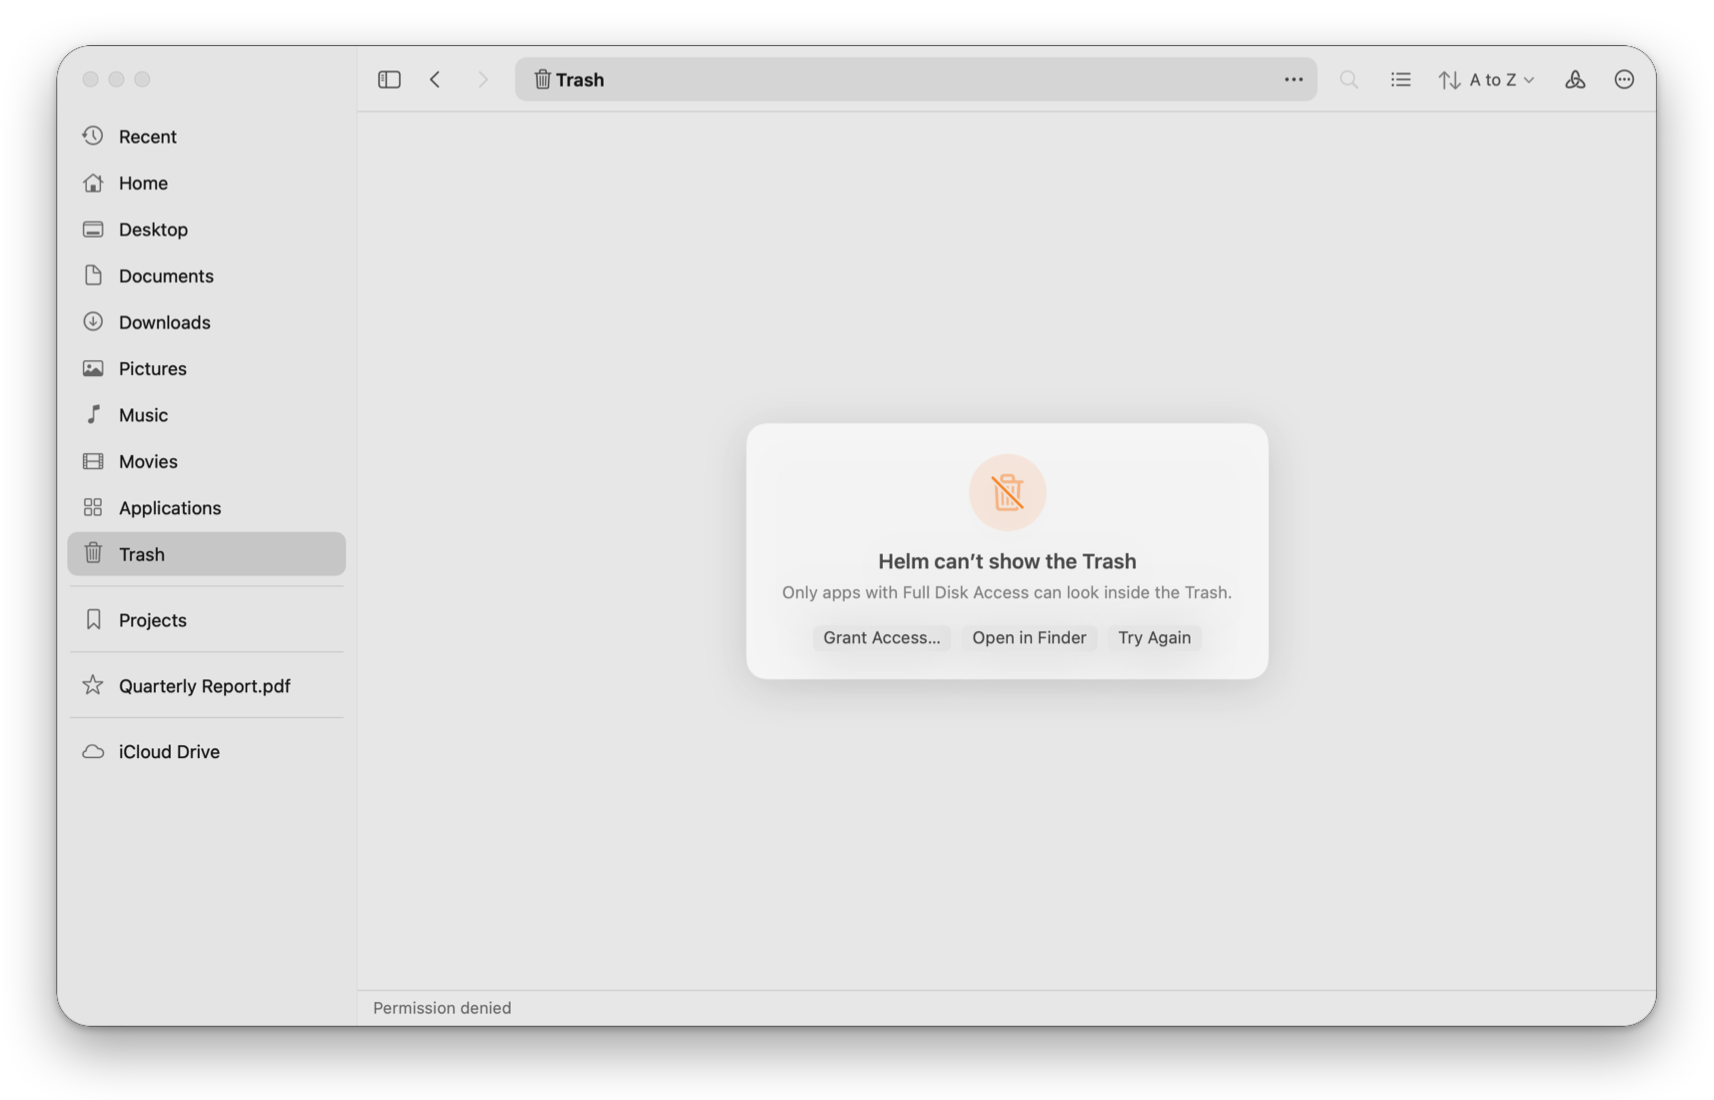 Recent
Home
Desktop
Documents
Downloads
Pictures
Music
Movies
Applications
Trash
Projects
Quarterly Report.pdf
iCloud Drive
Trash
A to Z
Helm can’t show the Trash
Only apps with Full Disk Access can look inside the Trash.
Grant Access... Open in Finder Try Again
Permission denied